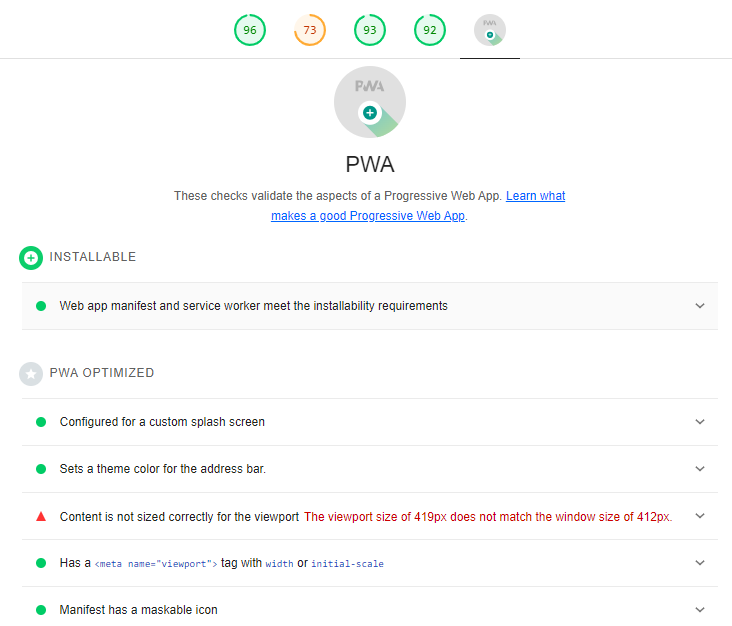 96 73 93 92 PWA
PWA
PWA
These checks validate the aspects of a Progressive Web App. Learn what
makes a good Progressive Web App.
INSTALLABLE
Web app manifest and service worker meet the installability requirements
PWA OPTIMIZED
Configured for a custom splash screen
Sets a theme color for the address bar.
Content is not sized correctly for the viewport The viewport size of 419px does not match the window size of 412px.
Has a <meta name="viewport"> tag with width or initial-scale
Manifest has a maskable icon